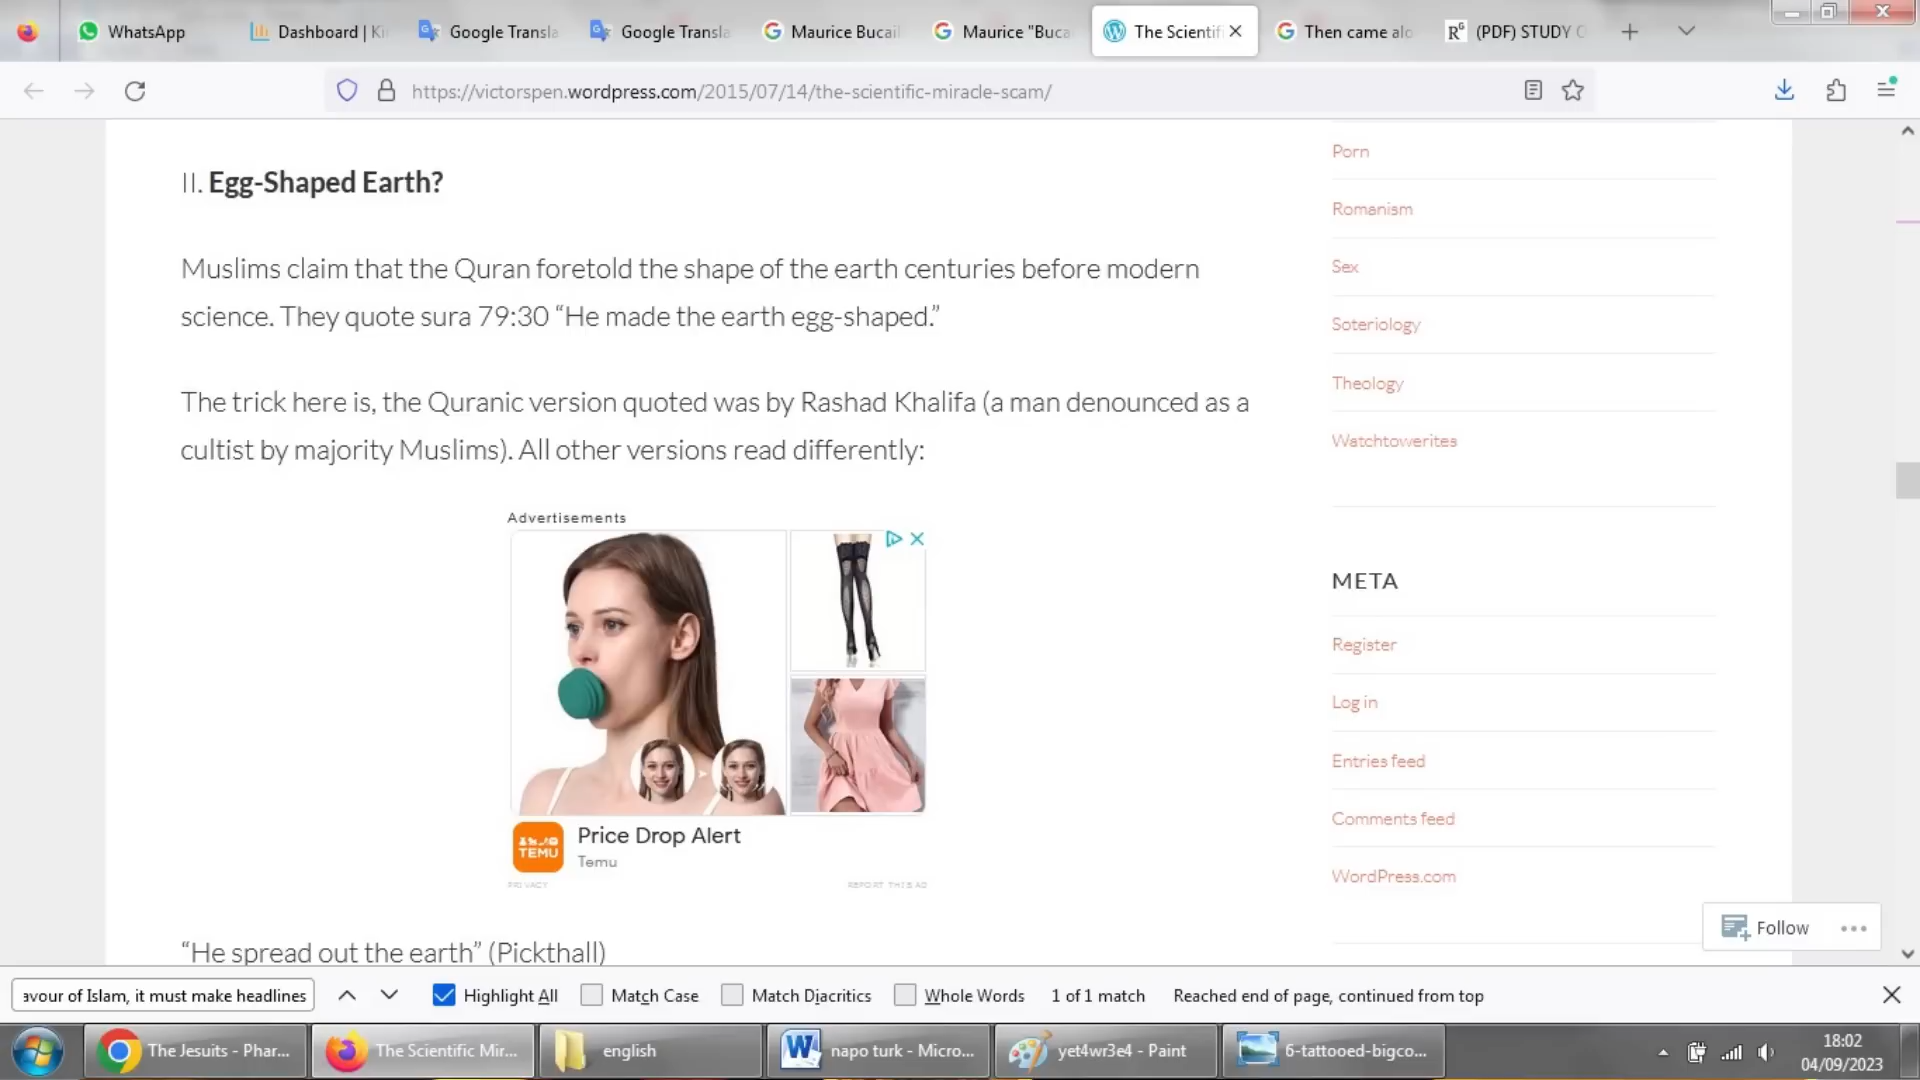 WhatsApp
Dashboard | Ki
Google Transla
Google Transla
Maurice Bucail
Maurice "Buca
The Scientif
Then came alo
(PDF) STUDY O
https://victorspen.wordpress.com/2015/07/14/the-scientific-miracle-scam/
II. Egg-Shaped Earth?
Muslims claim that the Quran foretold the shape of the earth centuries before modern
science. They quote sura 79:30 “He made the earth egg-shaped.”
The trick here is, the Quranic version quoted was by Rashad Khalifa (a man denounced as a
cultist by majority Muslims). All other versions read differently:
Advertisements
TEMU
Price Drop Alert
Temu
PRIVACY
REPORT THIS AD
“He spread out the earth” (Pickthall)
Porn
Romanism
Sex
Soteriology
Theology
Watchtowerites
META
Register
Log in
Entries feed
Comments feed
WordPress.com
Follow
avour of Islam, it must make headlines
Highlight All
Match Case
Match Diacritics
Whole Words
1 of 1 match
Reached end of page, continued from top
The Jesuits - Phar...
The Scientific Mir...
english
napo turk - Micro...
yet4wr3e4 - Paint
6-tattooed-bigco...
18:02
04/09/2023